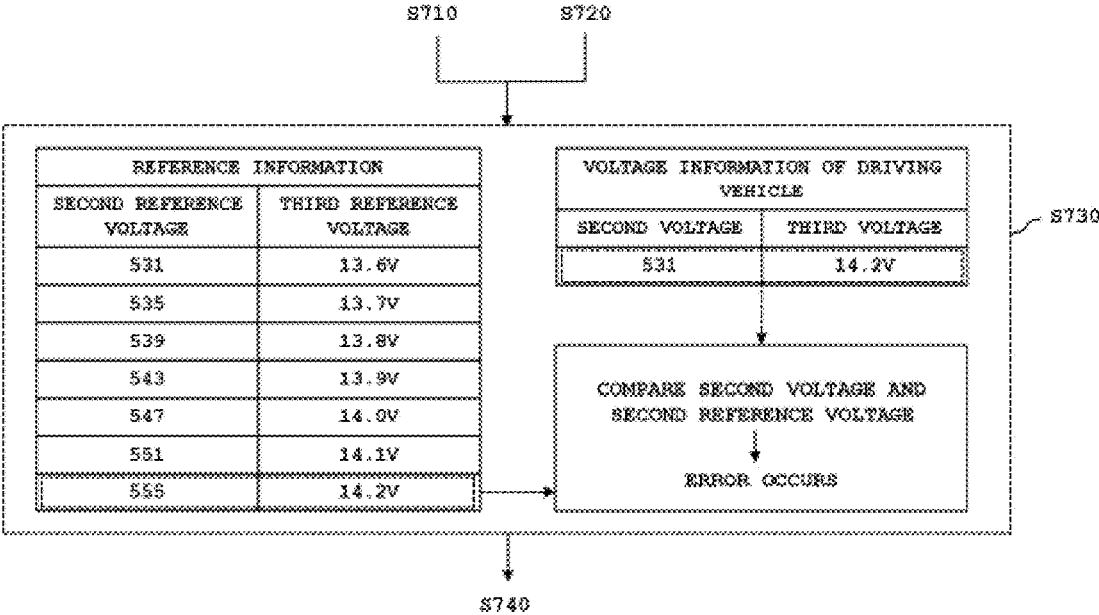 S710 S720
REFERENCE INFORMATION
SECOND REFERENCE VOLTAGE THIRD REFERENCE VOLTAGE
531 13.6V
535 13.7V
539 13.8V
543 13.9V
547 14.0V
551 14.1V
555 14.2V
VOLTAGE INFORMATION OF DRIVING
VEHICLE
SECOND VOLTAGE THIRD VOLTAGE
531 14.2V
S730
COMPARE SECOND VOLTAGE AND
SECOND REFERENCE VOLTAGE
ERROR OCCURS
S740